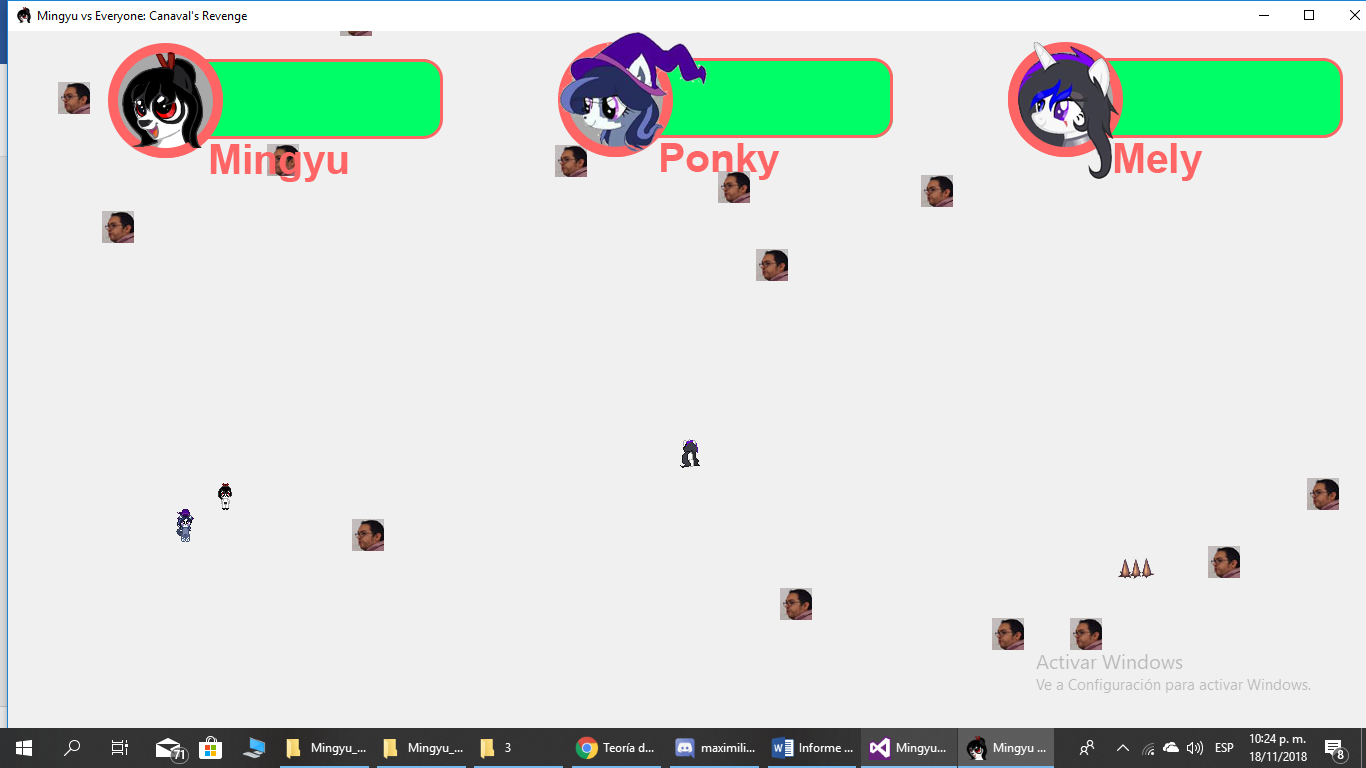 Mingyu vs Everyone: Canaval's Revenge
Mingyu
Ponky
Mely
Activar Windows
Ve a Configuración para activar Windows.
71
Mingyu_...
Mingyu_...
3
Teoría d...
maximili...
Informe ...
Mingyu...
Mingyu ...
ESP
10:24 p. m.
18/11/2018
8